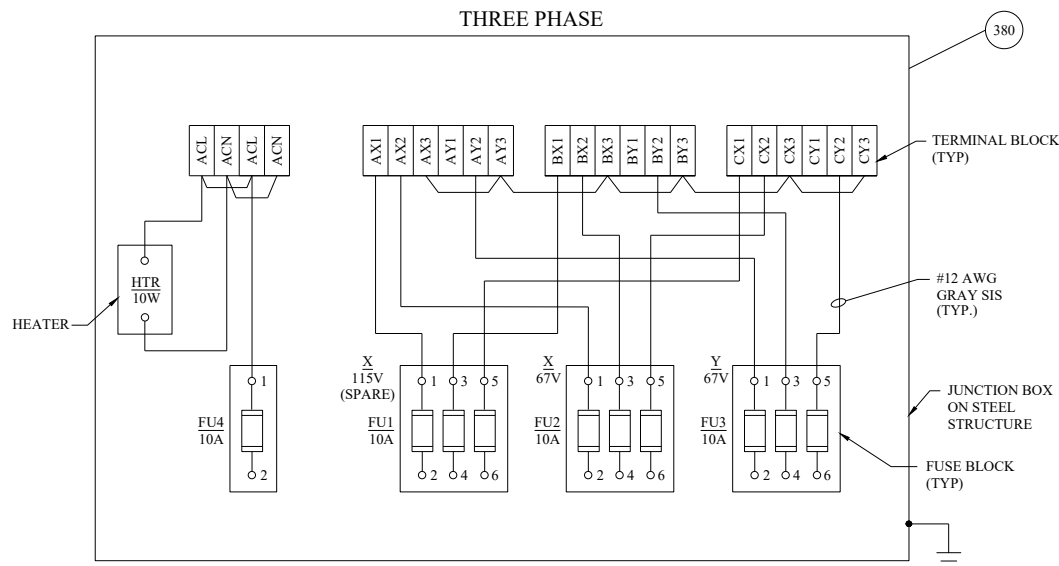 THREE PHASE
380
ACL ACN ACL ACN
AX1 AX2 AX3 AY1 AY2 AY3
BX1 BX2 BX3 BY1 BY2 BY3
CX1 CX2 CX3 CY1 CY2 CY3
TERMINAL BLOCK
(TYP)
HTR
10W
HEATER
#12 AWG
GRAY SIS
(TYP.)
X
115V
(SPARE)
X
67V
Y
67V
1
1 3 5
1 3 5
1 3 5
FU4
10A
FU1
10A
FU2
10A
FU3
10A
2
2 4 6
2 4 6
2 4 6
JUNCTION BOX
ON STEEL
STRUCTURE
FUSE BLOCK
(TYP)